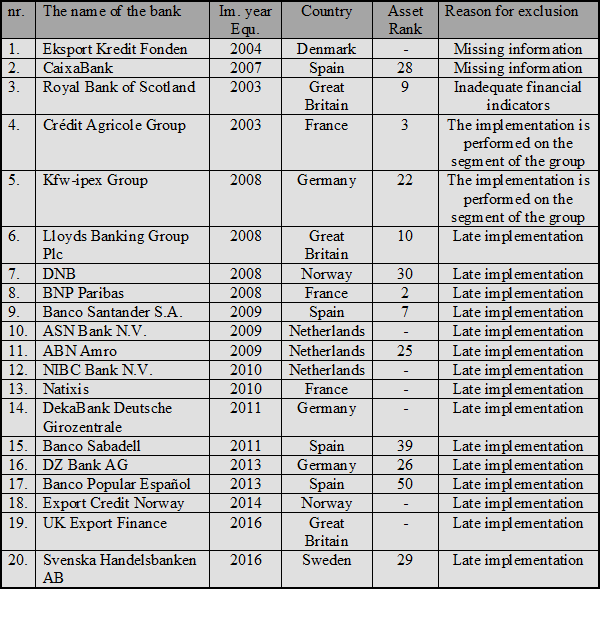 nr. The name of the bank Im. year Country Asset Reason for exclusion
Equ. Rank
1. Eksport Kredit Fonden 2004 Denmark - Missing information
2. CaixaBank 2007 Spain 28 Missing information
3. Royal Bank of Scotland 2003 Great 9 Inadequate financial
Britain indicators
4. Crédit Agricole Group 2003 France 3 The implementation is
performed on the
segment of the group
5. Kfw-ipex Group 2008 Germany 22 The implementation is
performed on the
segment of the group
6. Lloyds Banking Group 2008 Great 10 Late implementation
Plc Britain
7. DNB 2008 Norway 30 Late implementation
8. BNP Paribas 2008 France 2 Late implementation
9. Banco Santander S.A. 2009 Spain 7 Late implementation
10. ASN Bank N.V. 2009 Netherlands - Late implementation
11. ABN Amro 2009 Netherlands 25 Late implementation
12. NIBC Bank N.V. 2010 Netherlands - Late implementation
13. Natixis 2010 France - Late implementation
14. DekaBank Deutsche 2011 Germany - Late implementation
Girozentrale
15. Banco Sabadell 2011 Spain 39 Late implementation
16. DZ Bank AG 2013 Germany 26 Late implementation
17. Banco Popular Español 2013 Spain 50 Late implementation
18. Export Credit Norway 2014 Norway - Late implementation
19. UK Export Finance 2016 Great - Late implementation
Britain
20. Svenska Handelsbanken 2016 Sweden 29 Late implementation
AB